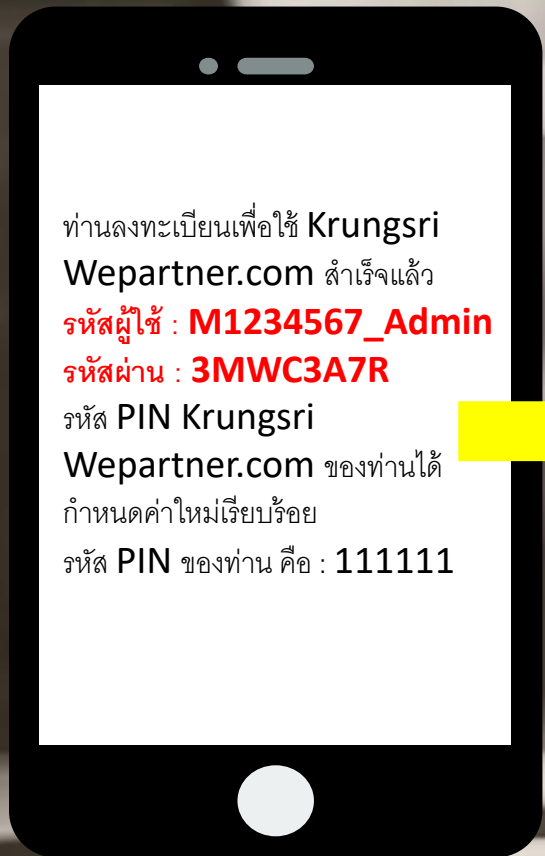 ท่านลงทะเบียนเพื่อใช้ Krungsri
Wepartner.com สำเร็จแล้ว
รหัสผู้ใช้ : M1234567_Admin
รหัสผ่าน : 3MWC3A7R
รหัส PIN Krungsri
Wepartner.com ของท่านได้
กำหนดค่าใหม่เรียบร้อย
รหัส PIN ของท่าน คือ : 111111